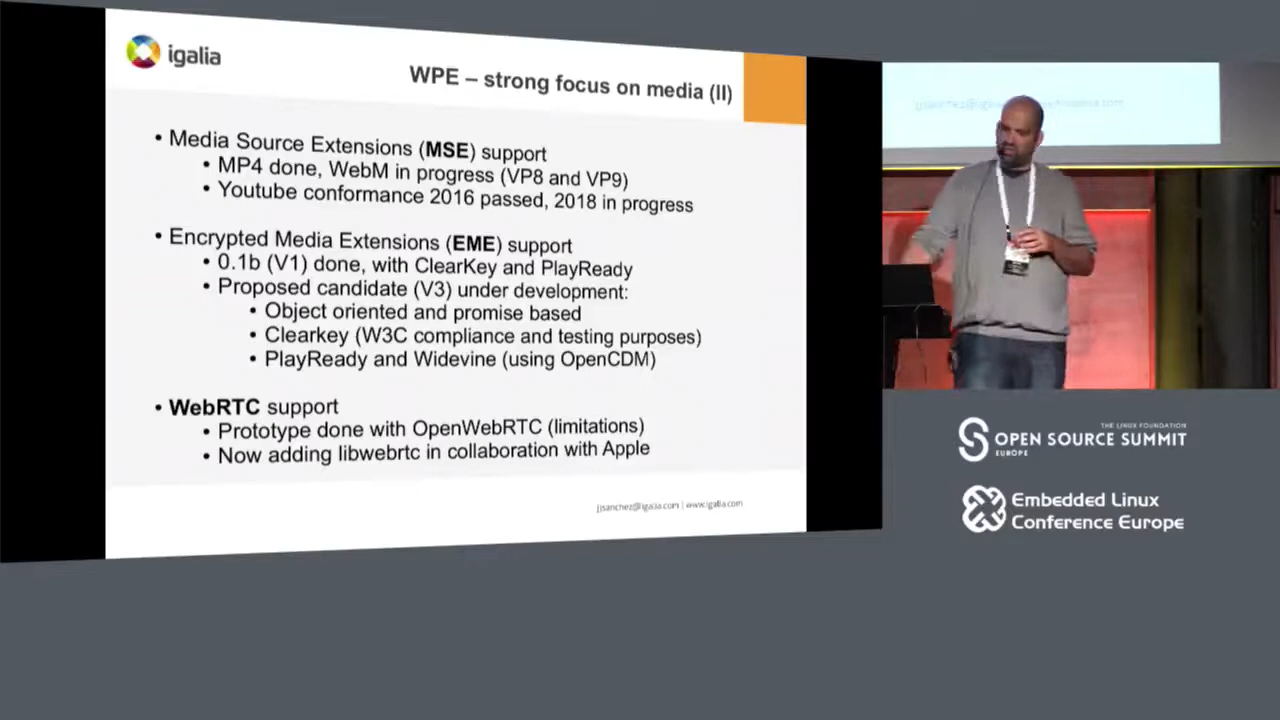 igalia
WPE – strong focus on media (II)
• Media Source Extensions (MSE) support
• MP4 done, WebM in progress (VP8 and VP9)
• Youtube conformance 2016 passed, 2018 in progress
• Encrypted Media Extensions (EME) support
• 0.1b (V1) done, with ClearKey and PlayReady
• Proposed candidate (V3) under development:
• Object oriented and promise based
• Clearkey (W3C compliance and testing purposes)
• PlayReady and Widevine (using OpenCDM)
• WebRTC support
• Prototype done with OpenWebRTC (limitations)
• Now adding libwebrtc in collaboration with Apple
jjsanchez@igalia.com | www.igalia.com
THE LINUX FOUNDATION
OPEN SOURCE SUMMIT
EUROPE
Embedded Linux
Conference Europe